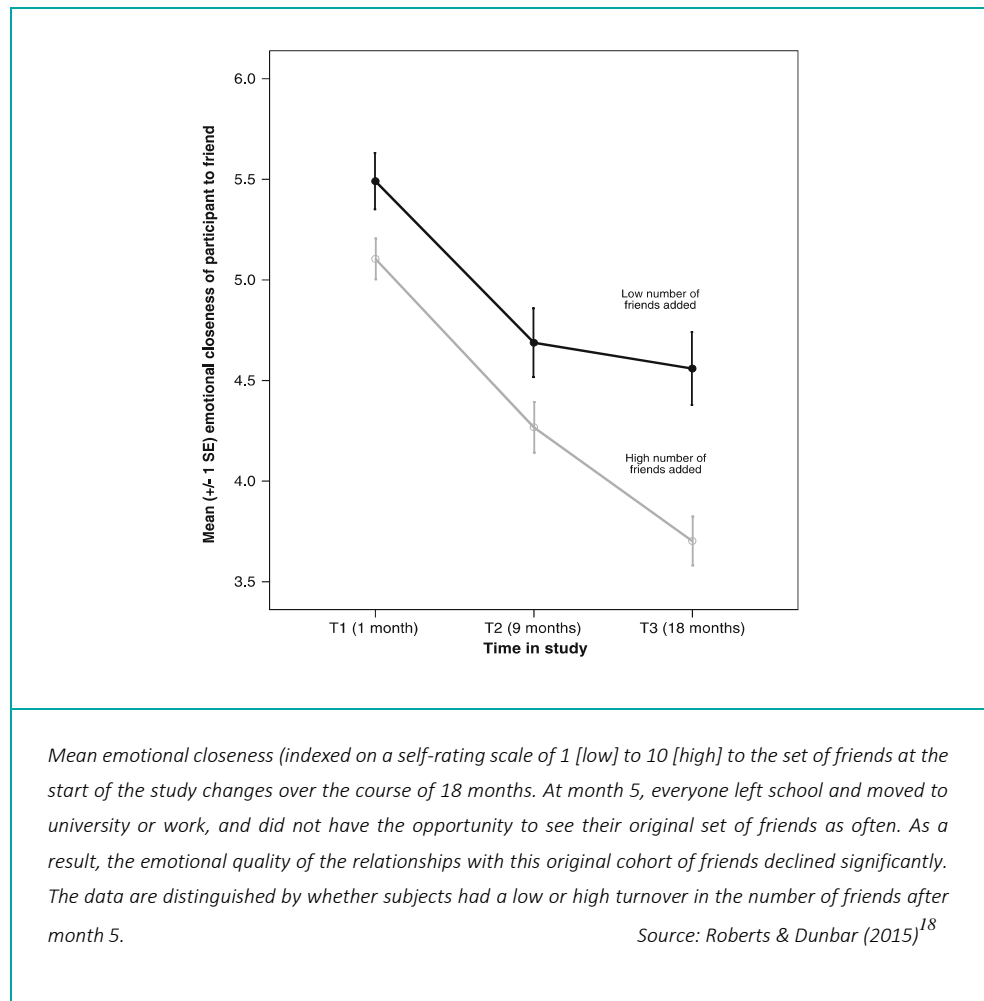 6.0
5.5
5.0
4.5
4.0
3.5
Mean (+/- 1 SE) emotional closeness of participant to friend
Low number of
friends added
High number of
friends added
T1 (1 month) T2 (9 months) T3 (18 months)
Time in study
Mean emotional closeness (indexed on a self-rating scale of 1 [low] to 10 [high] to the set of friends at the
start of the study changes over the course of 18 months. At month 5, everyone left school and moved to
university or work, and did not have the opportunity to see their original set of friends as often. As a
result, the emotional quality of the relationships with this original cohort of friends declined significantly.
The data are distinguished by whether subjects had a low or high turnover in the number of friends after
month 5. Source: Roberts & Dunbar (2015)18